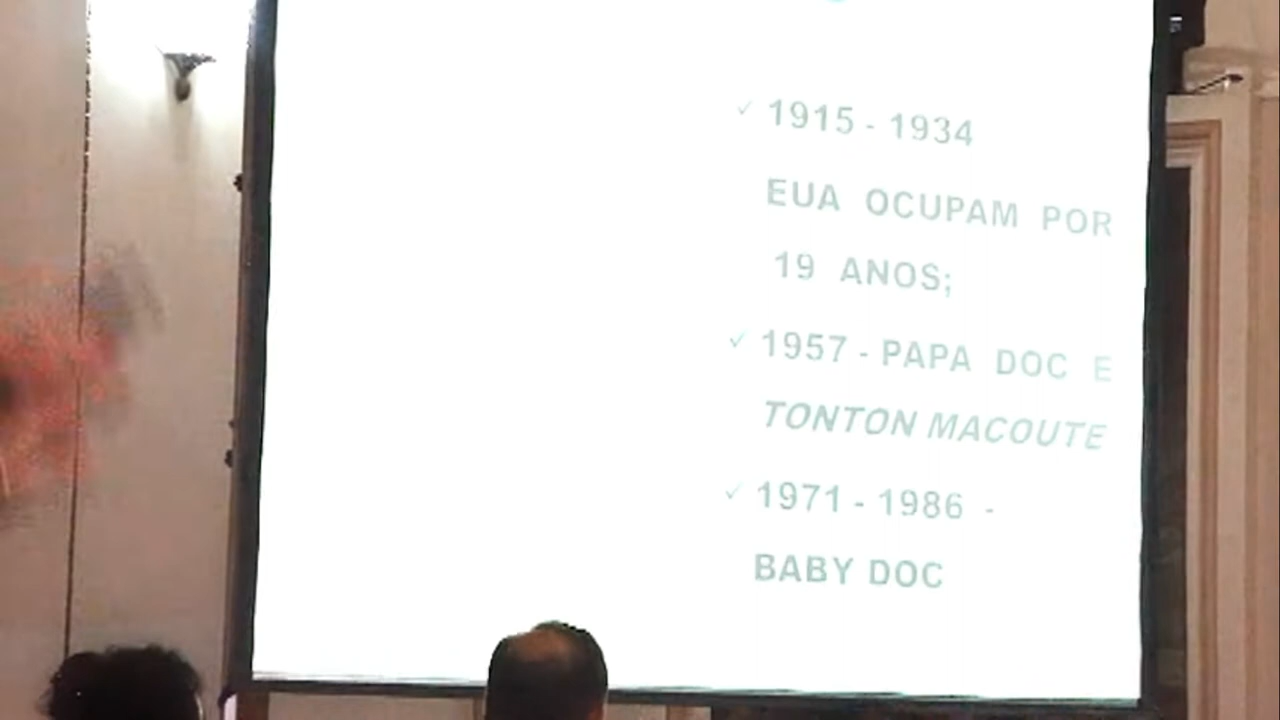 ✓ 1915 - 1934
EUA OCUPAM POR
19 ANOS;
✓ 1957 - PAPA DOC E
TONTON MACOUTE
✓ 1971 - 1986 -
BABY DOC